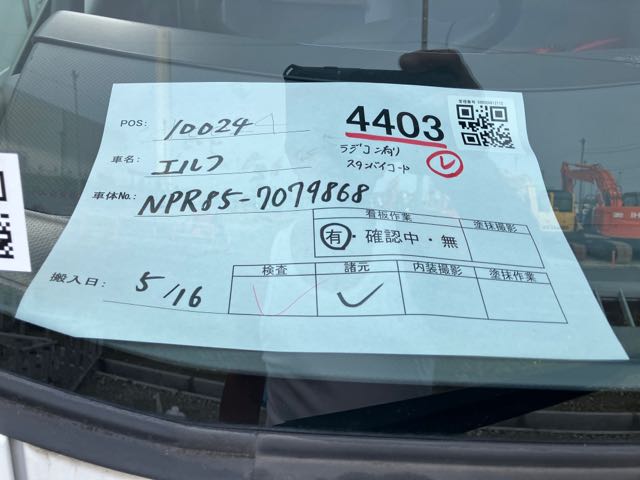 POS: 10024
4403
ラジコン有り
スタンバイコード
レ
車名: エルフ
車体No. NPR85-7079868
看板作業 塗抹撮影
有・確認中・無
搬入日: 5/16
検査 諸元 内装撮影 塗抹作業